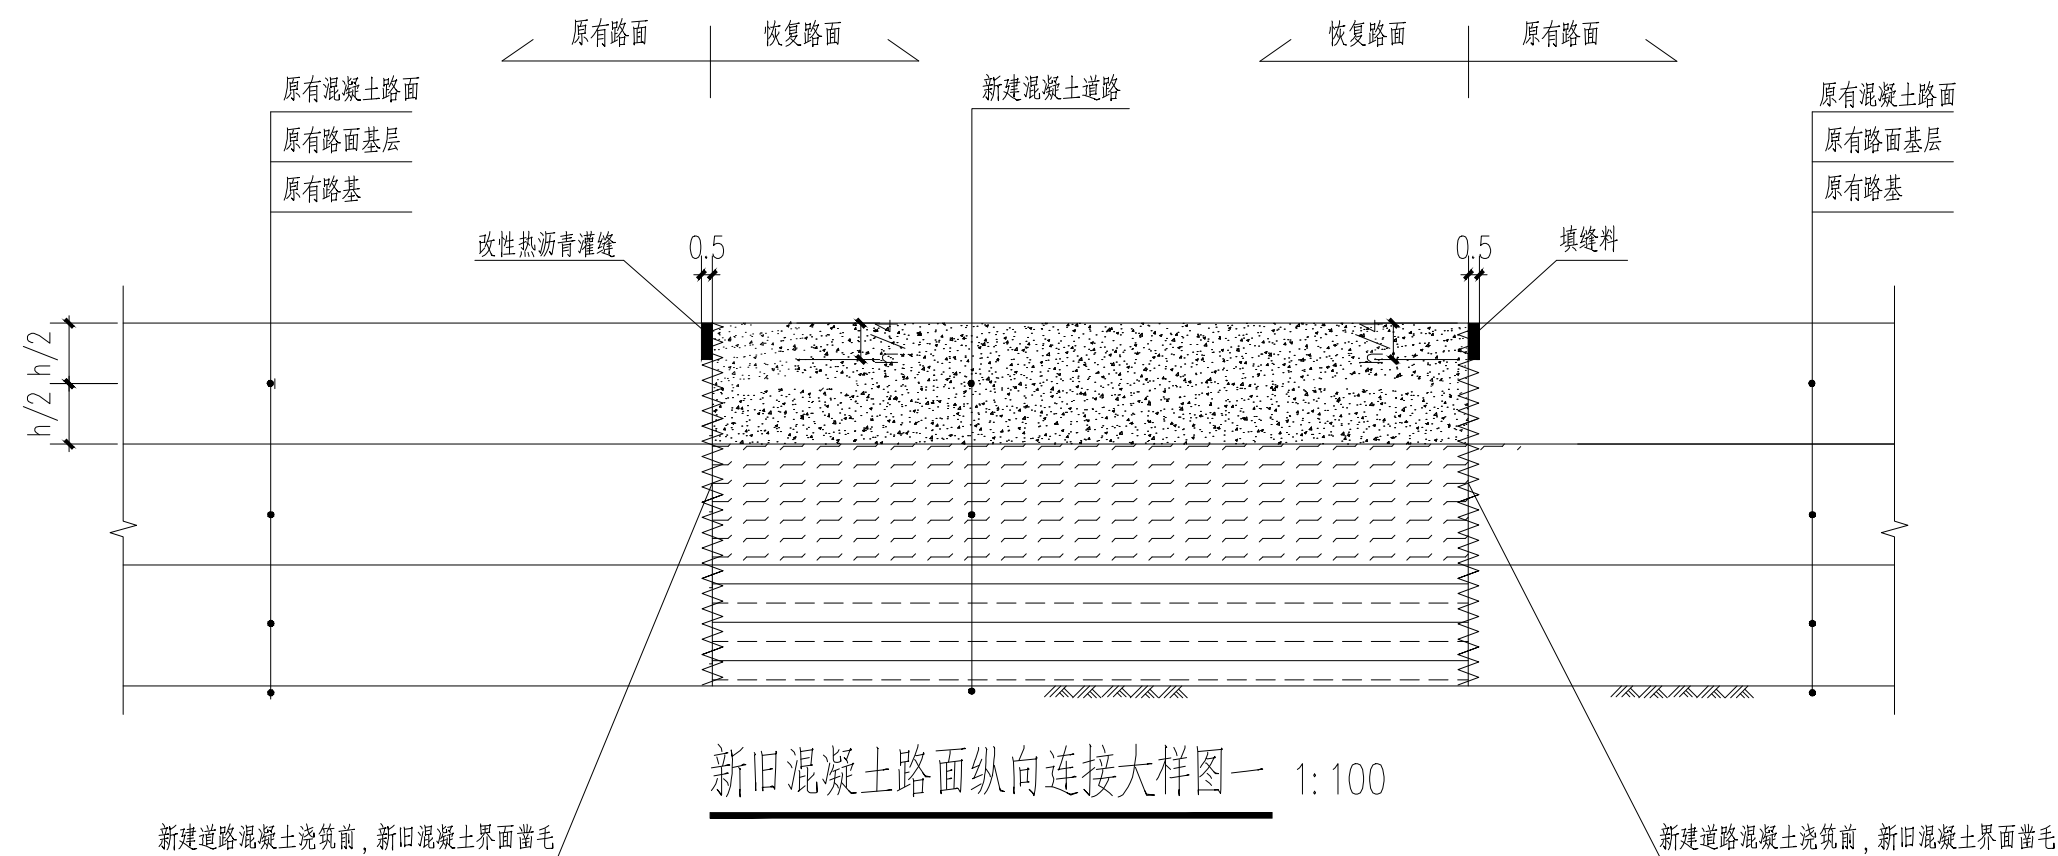 原有路面
恢复路面
恢复路面
原有路面
原有混凝土路面
原有路面基层
原有路基
新建混凝土道路
原有混凝土路面
原有路面基层
原有路基
改性热沥青灌缝
0.5
0.5
填缝料
h/2
h/2
新旧混凝土路面纵向连接大样图一 1:100
新建道路混凝土浇筑前,新旧混凝土界面凿毛
新建道路混凝土浇筑前,新旧混凝土界面凿毛